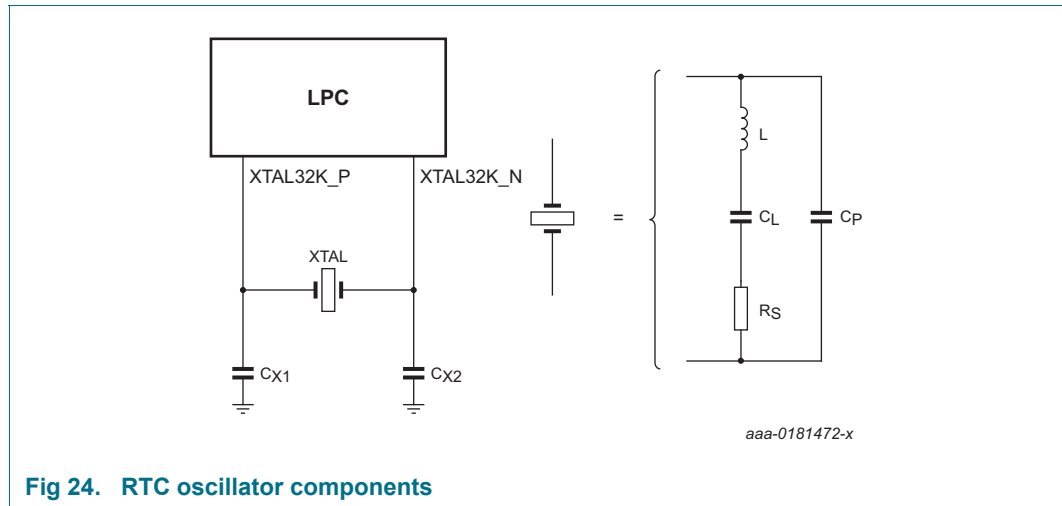 LPC
XTAL32K_P
XTAL32K_N
XTAL
CX1
CX2
=
L
CL
CP
RS
aaa-0181472-x
Fig 24. RTC oscillator components